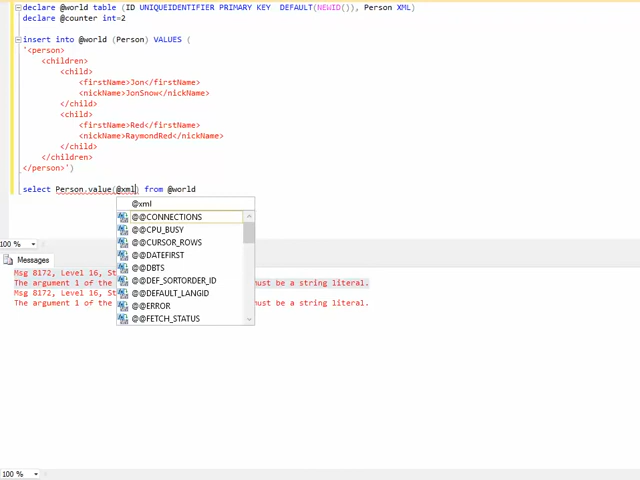 declare @world table (ID UNIQUEIDENTIFIER PRIMARY KEY  DEFAULT(NEWID()), Person XML)
declare @counter int=2
insert into @world (Person) VALUES (
'<person>
<children>
<child>
<firstName>Jon</firstName>
<nickName>JonSnow</nickName>
</child>
<child>
<firstName>Red</firstName>
<nickName>RaymondRed</nickName>
</child>
</children>
</person>')
select Person.value(@xml) from @world
@xml
@@CONNECTIONS
@@CPU_BUSY
@@CURSOR_ROWS
@@DATEFIRST
@@DBTS
@@DEF_SORTORDER_ID
@@DEFAULT_LANGID
@@ERROR
@@FETCH_STATUS
100 %
Messages
Msg 8172, Level 16, St
The argument 1 of the must be a string literal.
Msg 8172, Level 16, St
The argument 1 of the must be a string literal.
100 %